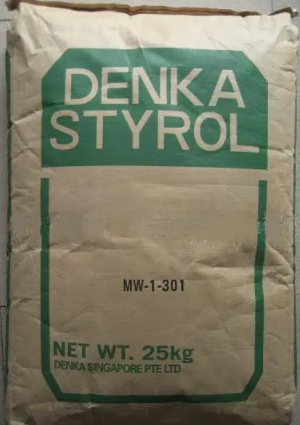 DENKA
STYROL
MW-1-301
NET WT. 25kg
DENKA SINGAPORE PTE LTD